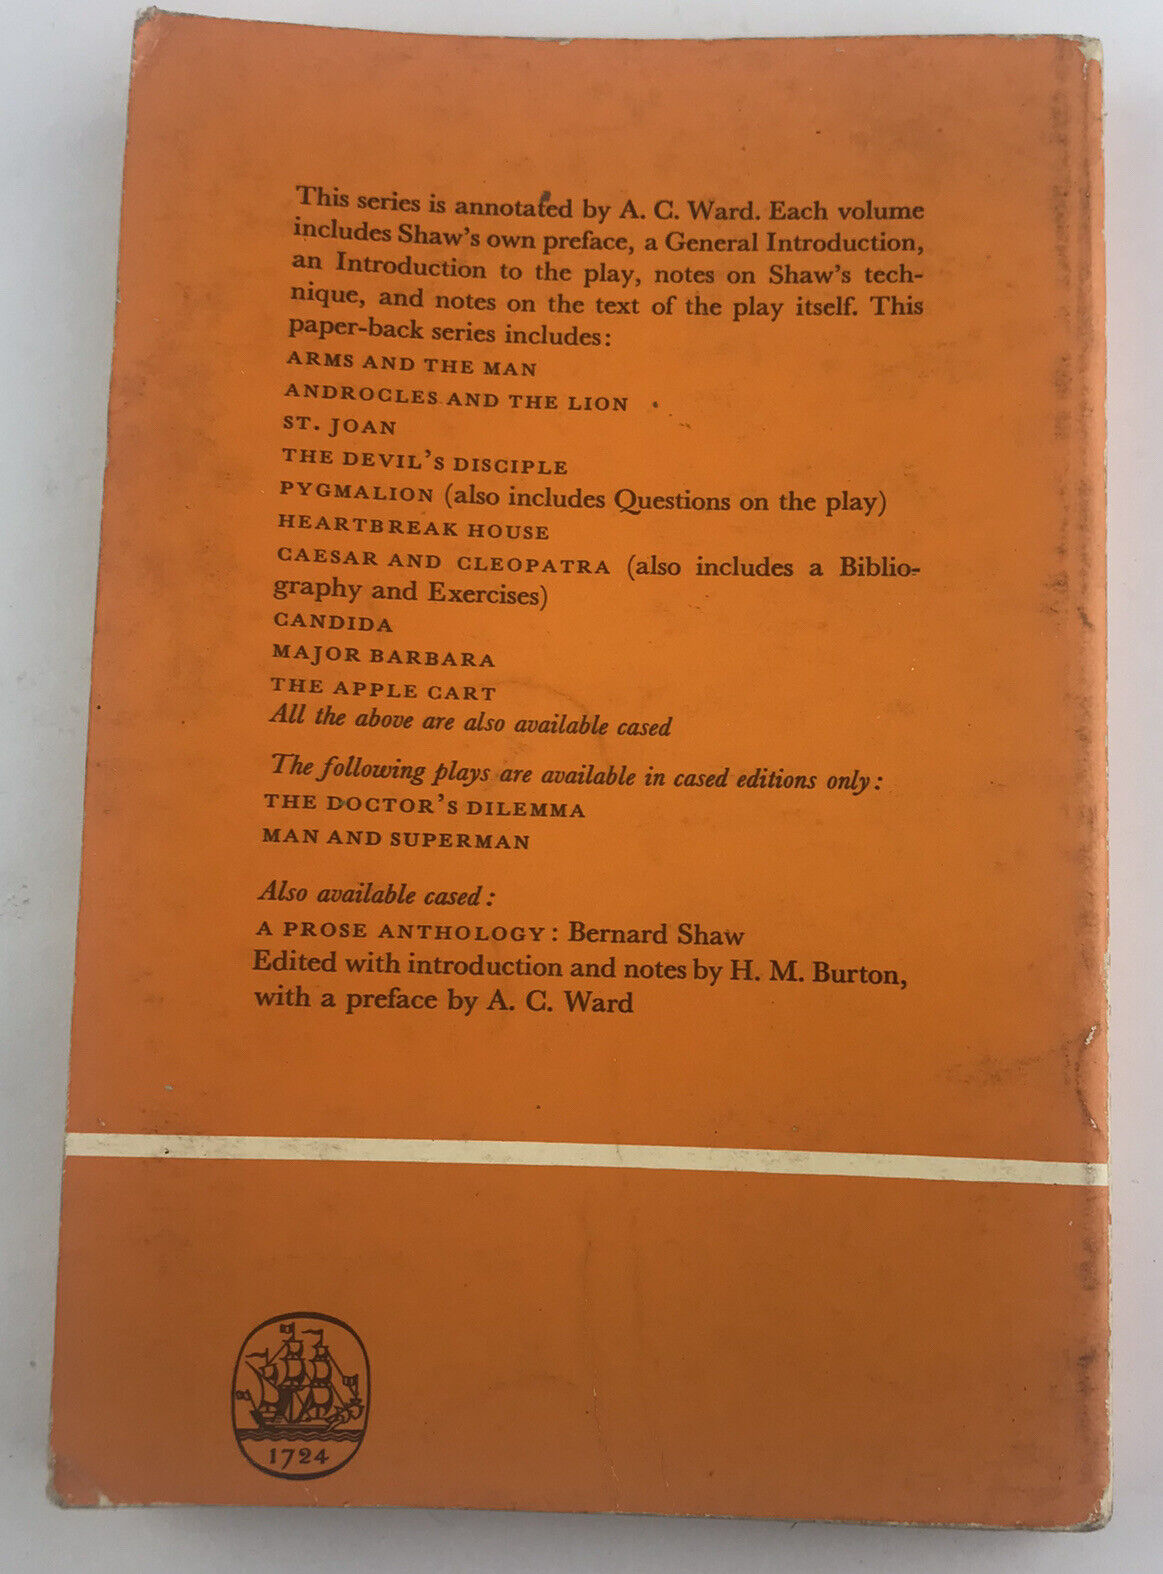 This series is annotated by A. C. Ward. Each volume
includes Shaw's own preface, a General Introduction,
an Introduction to the play, notes on Shaw's tech-
nique, and notes on the text of the play itself. This
paper-back series includes:
ARMS AND THE MAN
ANDROCLES AND THE LION
ST. JOAN
THE DEVIL'S DISCIPLE
PYGMALION (also includes Questions on the play)
HEARTBREAK HOUSE
CAESAR AND CLEOPATRA (also includes a Biblio-
graphy and Exercises)
CANDIDA
MAJOR BARBARA
THE APPLE CART
All the above are also available cased
The following plays are available in cased editions only:
THE DOCTOR'S DILEMMA
MAN AND SUPERMAN
Also available cased:
A PROSE ANTHOLOGY: Bernard Shaw
Edited with introduction and notes by H. M. Burton,
with a preface by A. C. Ward
1724